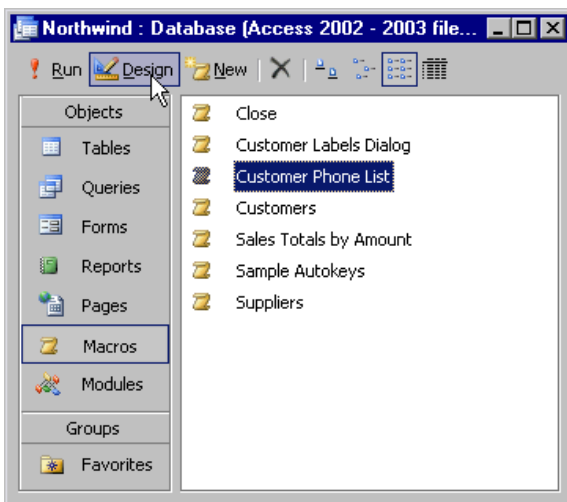 Northwind : Database (Access 2002 - 2003 file...
Run Design New
Objects
Tables
Queries
Forms
Reports
Pages
Macros
Modules
Groups
Favorites
Close
Customer Labels Dialog
Customer Phone List
Customers
Sales Totals by Amount
Sample Autokeys
Suppliers